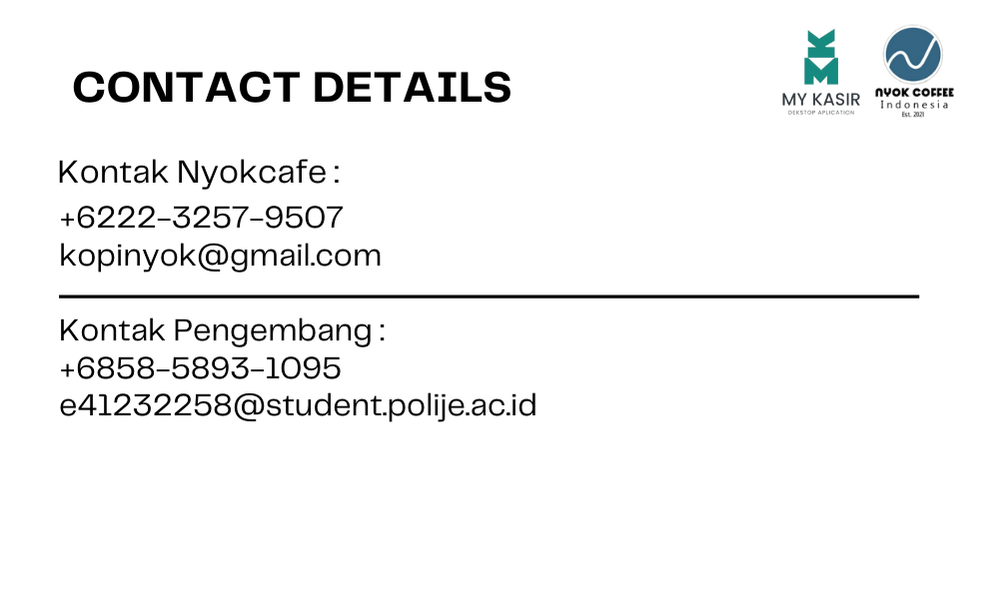 CONTACT DETAILS
MY KASIR
DEKSTOP APLICATION
NYOK COFFEE
Indonesia
Est. 2021
Kontak Nyokcafe :
+6222-3257-9507
kopinyok@gmail.com
Kontak Pengembang :
+6858-5893-1095
e41232258@student.polije.ac.id